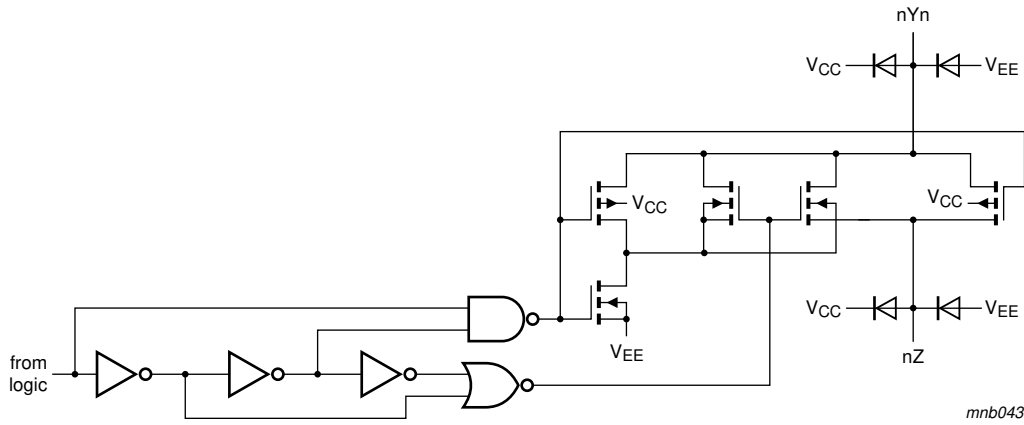 nYn
VCC
VEE
VCC
VCC
VCC
VEE
VEE
from
logic
nZ
mnb043